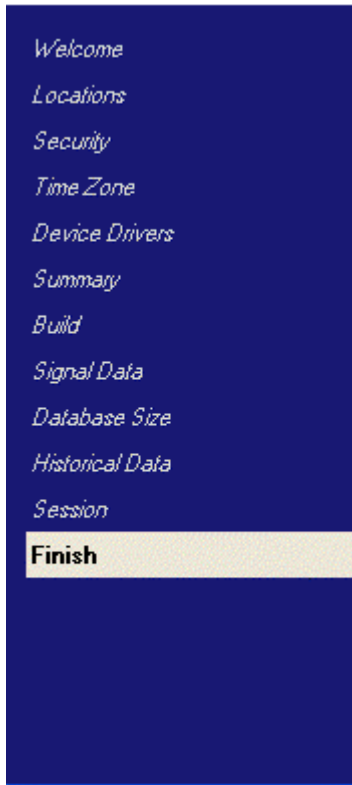 Welcome
Locations
Security
Time Zone
Device Drivers
Summary
Build
Signal Data
Database Size
Historical Data
Session
Finish